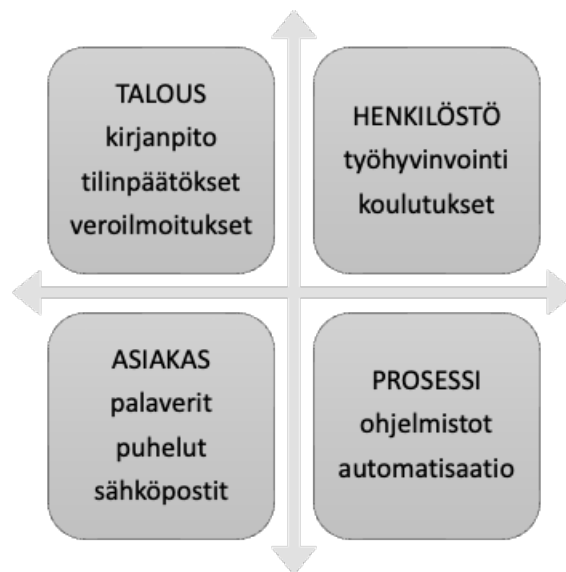 TALOUS
kirjanpito
tilinpäätökset
veroilmoitukset
HENKILÖSTÖ
työhyvinvointi
koulutukset
ASIAKAS
palaverit
puhelut
sähköpostit
PROSESSI
ohjelmistot
automatisaatio